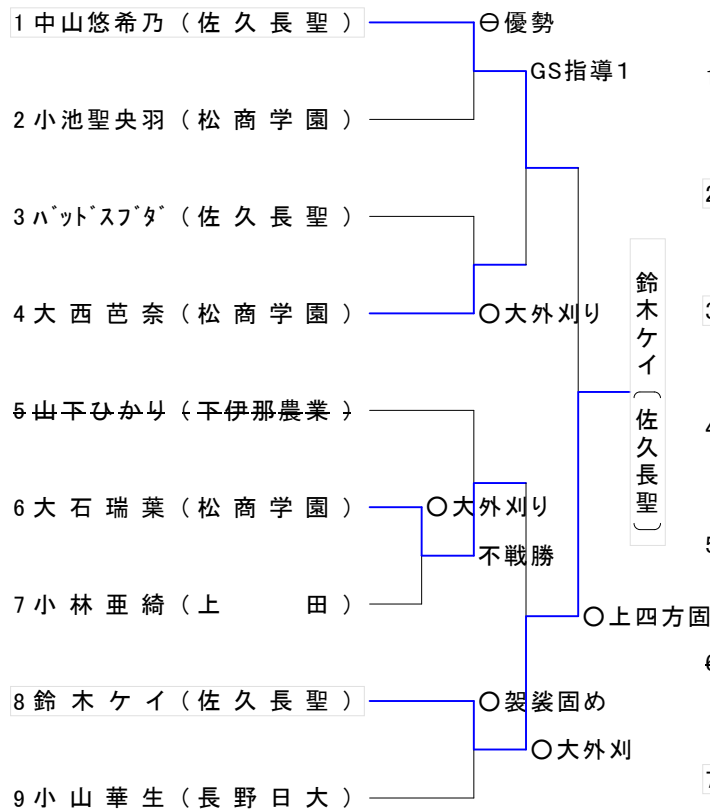 1 中山悠希乃 (佐久長聖)
⊖優勢
GS指導1
2 小池聖央羽 (松商学園)
3 バッドスブダ (佐久長聖)
4 大西芭奈 (松商学園)
〇大外刈り
鈴木ケイ(佐久長聖)
5 山下ひかり (下伊那農業)
6 大石瑞葉 (松商学園)
〇大外刈り
不戦勝
7 小林亜綺 (上田)
〇上四方固
8 鈴木ケイ (佐久長聖)
〇袈裟固め
〇大外刈
9 小山華生 (長野日大)